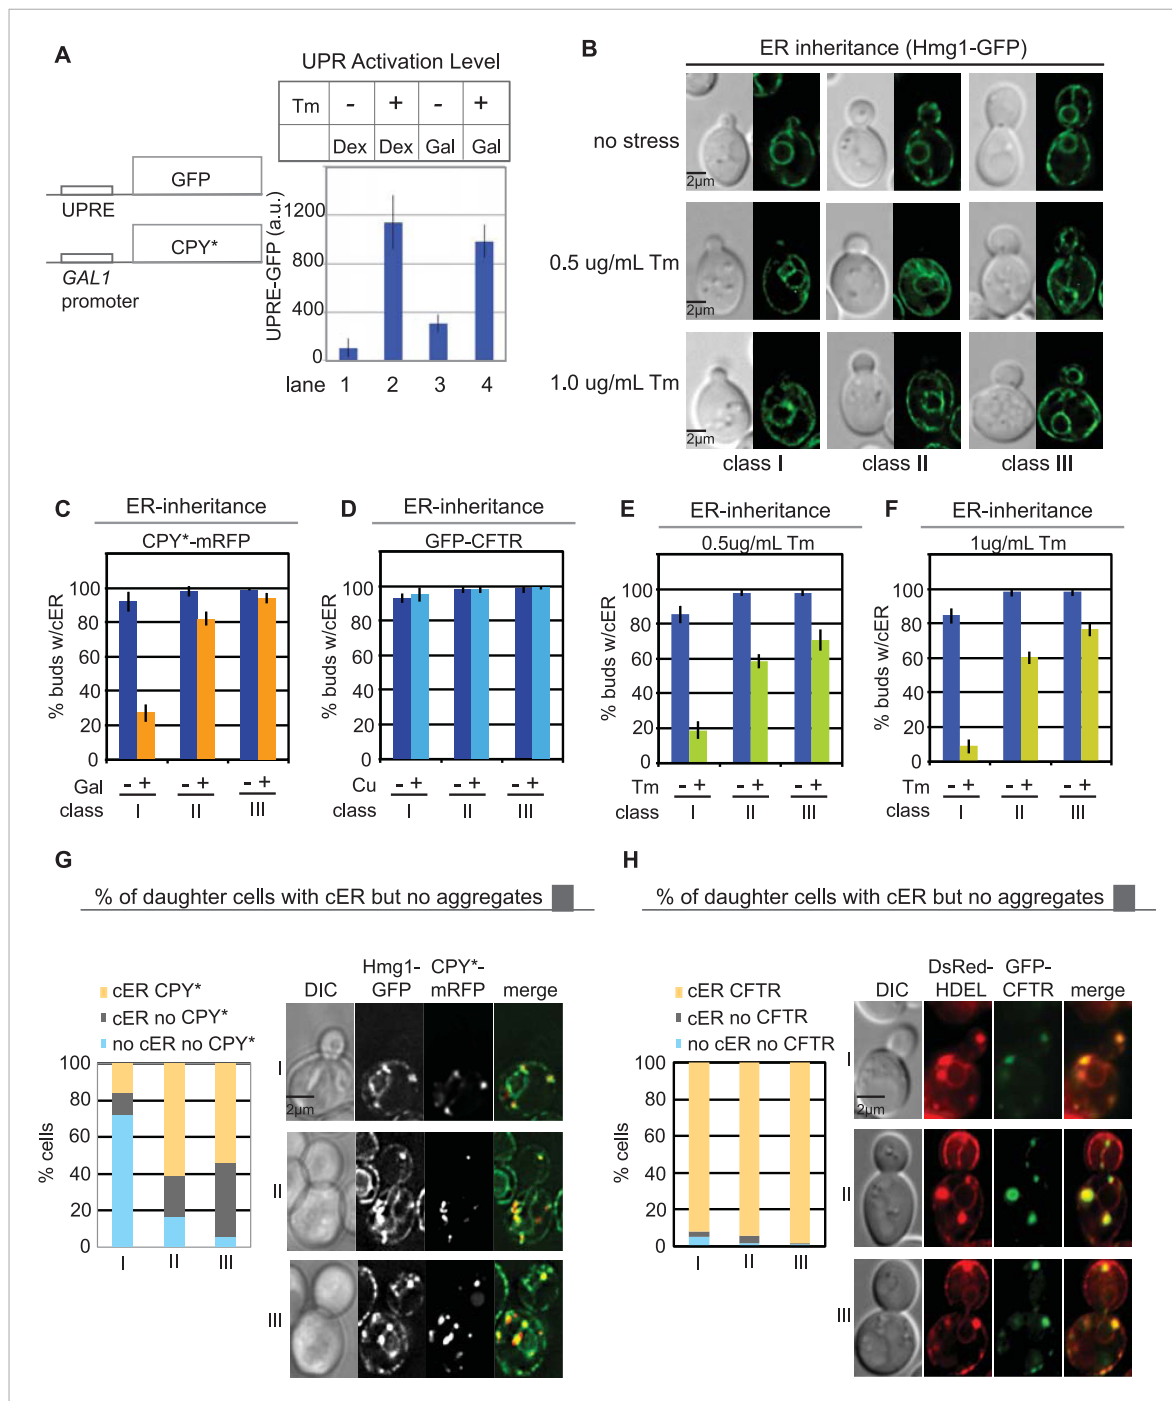 A
UPR Activation Level
Tm - + - +
Dex Dex Gal Gal
GFP
UPRE
CPY*
GAL1
promoter
UPRE-GFP (a.u.)
1200
800
400
0
lane 1 2 3 4
B
ER inheritance (Hmg1-GFP)
no stress
2µm
0.5 ug/mL Tm
2µm
1.0 ug/mL Tm
2µm
class I class II class III
C
ER-inheritance
CPY*-mRFP
% buds w/cER
100
80
60
40
20
0
Gal - + - + - +
class I II III
D
ER-inheritance
GFP-CFTR
% buds w/cER
100
80
60
40
20
0
Cu - + - + - +
class I II III
E
ER-inheritance
0.5ug/mL Tm
% buds w/cER
100
80
60
40
20
0
Tm - + - + - +
class I II III
F
ER-inheritance
1ug/mL Tm
% buds w/cER
100
80
60
40
20
0
Tm - + - + - +
class I II III
G
% of daughter cells with cER but no aggregates
cER CPY*
cER no CPY*
no cER no CPY*
% cells
100
80
60
40
20
0
I II III
Hmg1- CPY*-
DIC GFP mRFP merge
I
2µm
II
III
H
% of daughter cells with cER but no aggregates
cER CFTR
cER no CFTR
no cER no CFTR
% cells
100
80
60
40
20
0
I II III
DsRed- GFP-
DIC HDEL CFTR merge
I
2µm
II
III